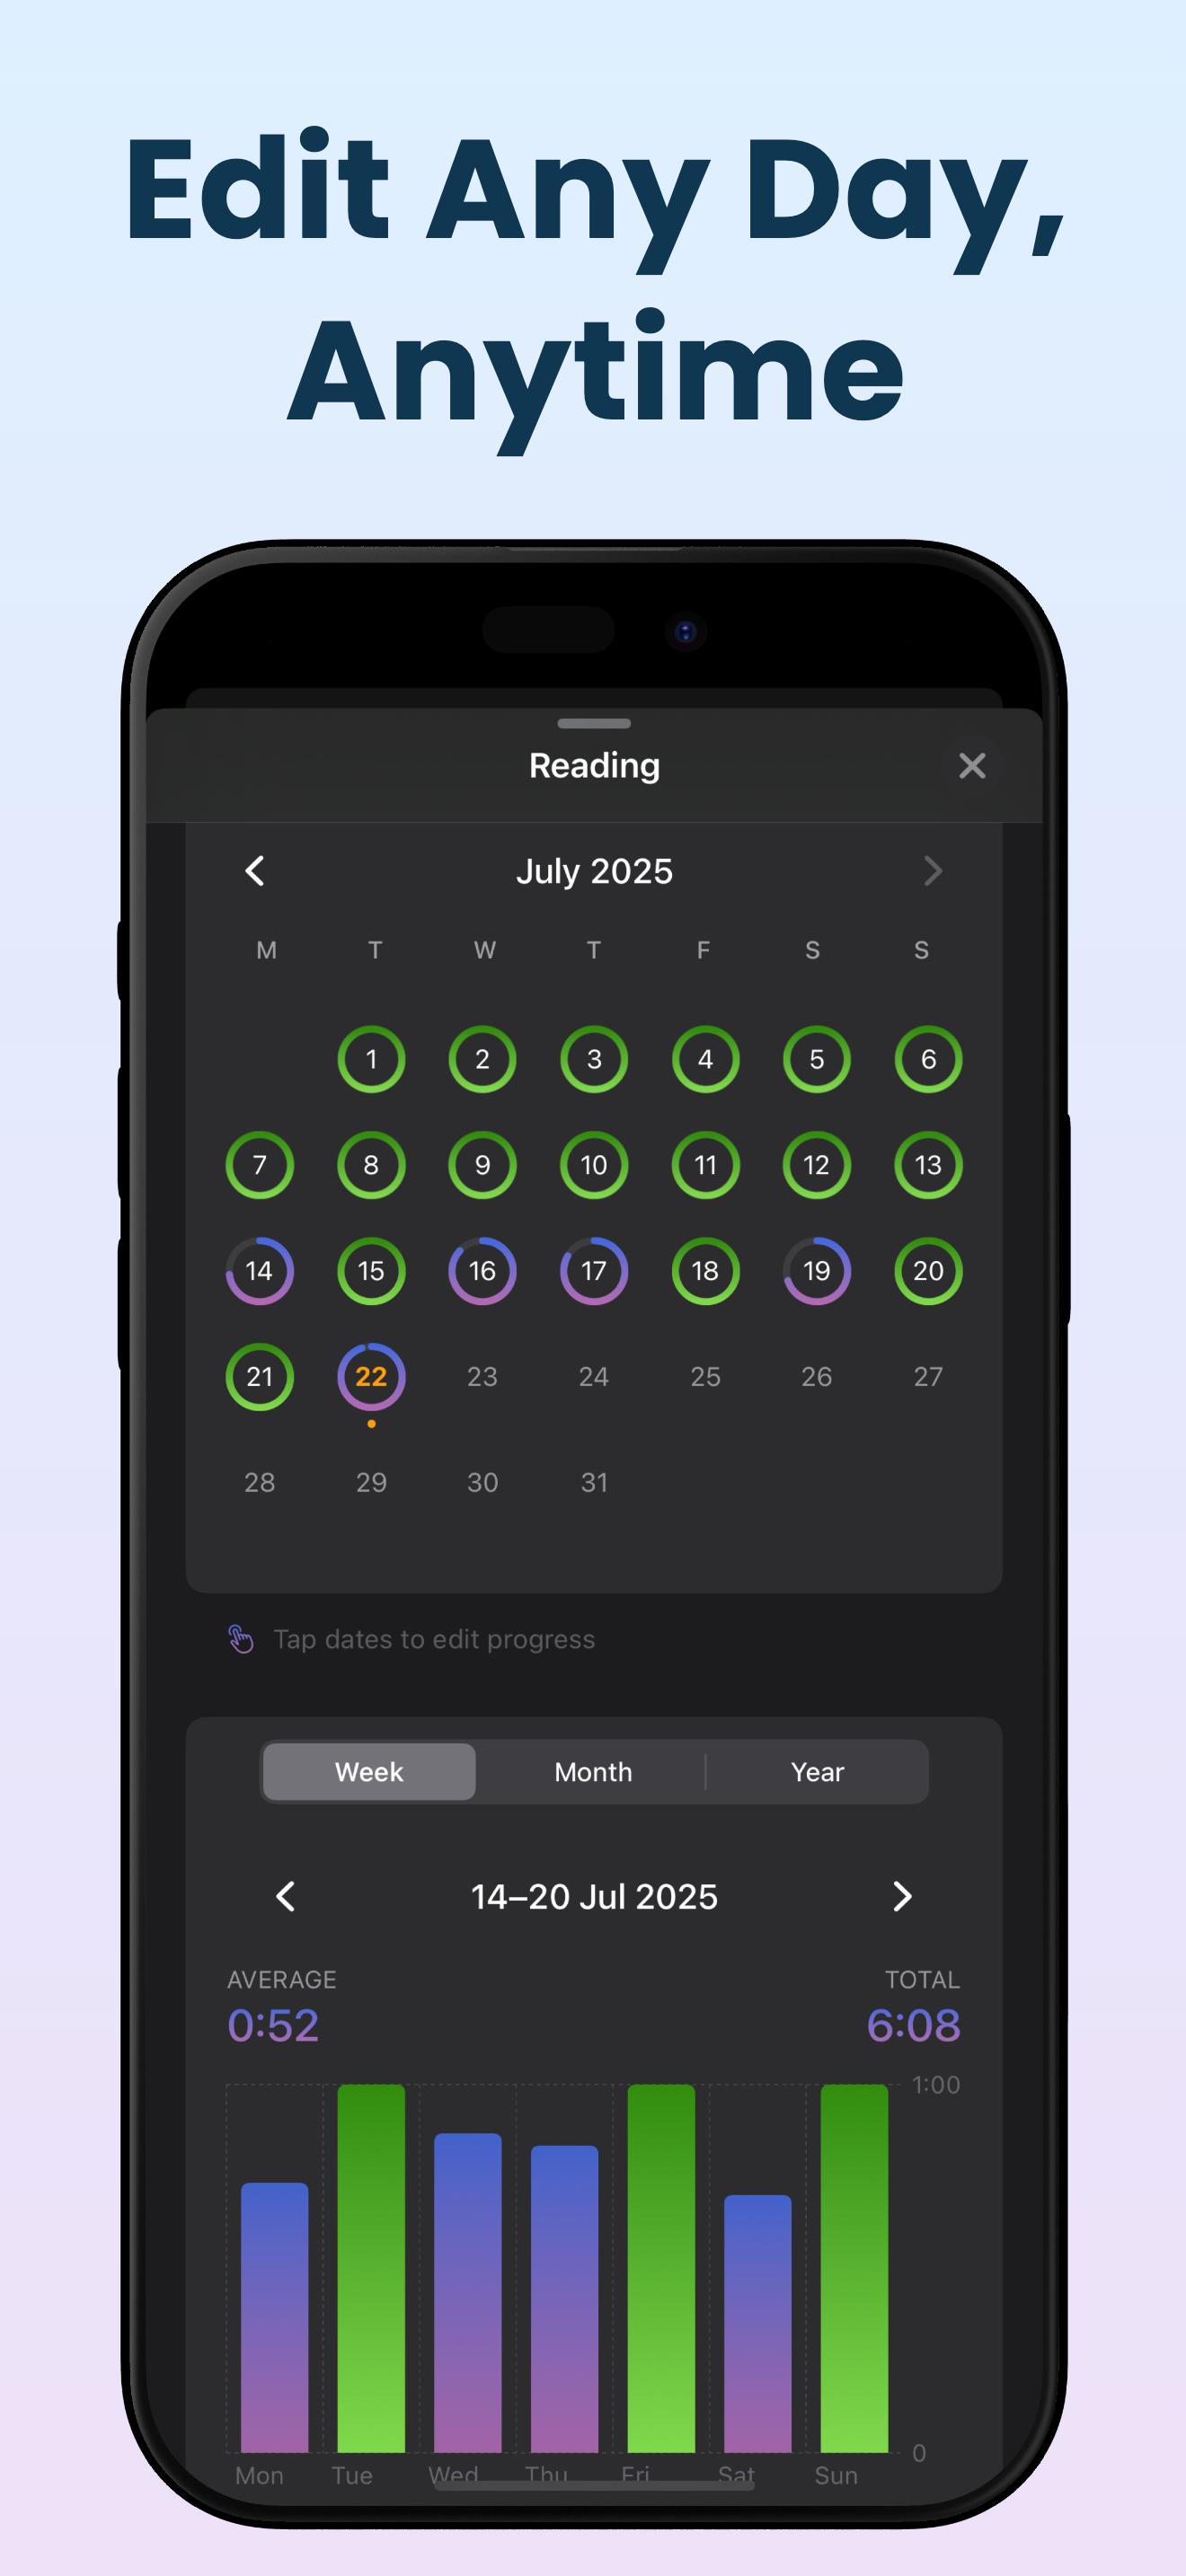 Edit Any Day,
Anytime
Reading
July 2025
M T W T F S S
1 2 3 4 5 6
7 8 9 10 11 12 13
14 15 16 17 18 19 20
21 22 23 24 25 26 27
28 29 30 31
Tap dates to edit progress
Week Month Year
14–20 Jul 2025
AVERAGE TOTAL
0:52 6:08
1:00
0
Mon Tue Wed Thu Fri Sat Sun